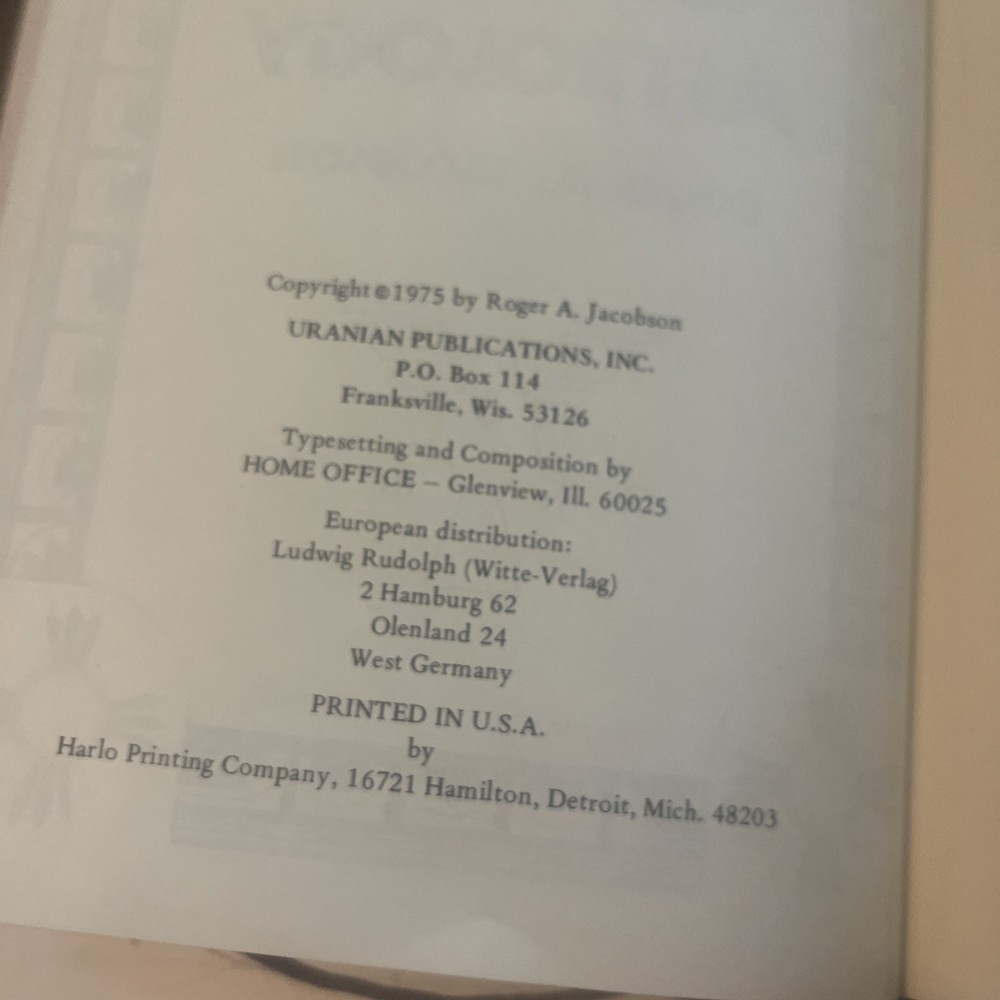 Copyright © 1975 by Roger A. Jacobson
URANIAN PUBLICATIONS, INC.
P.O. Box 114
Franksville, Wis. 53126
Typesetting and Composition by
HOME OFFICE – Glenview, Ill. 60025
European distribution:
Ludwig Rudolph (Witte-Verlag)
2 Hamburg 62
Olenland 24
West Germany
PRINTED IN U.S.A.
by
Harlo Printing Company, 16721 Hamilton, Detroit, Mich. 48203